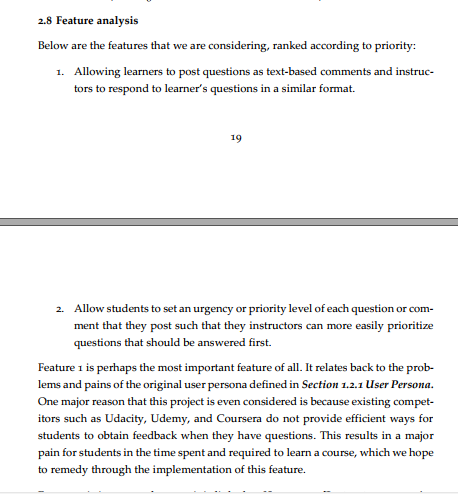 2.8 Feature analysis
Below are the features that we are considering, ranked according to priority:
1. Allowing learners to post questions as text-based comments and instruc-
tors to respond to learner's questions in a similar format.
19
2. Allow students to set an urgency or priority level of each question or com-
ment that they post such that they instructors can more easily prioritize
questions that should be answered first.
Feature 1 is perhaps the most important feature of all. It relates back to the prob-
lems and pains of the original user persona defined in Section 1.2.1 User Persona.
One major reason that this project is even considered is because existing compet-
itors such as Udacity, Udemy, and Coursera do not provide efficient ways for
students to obtain feedback when they have questions. This results in a major
pain for students in the time spent and required to learn a course, which we hope
to remedy through the implementation of this feature.